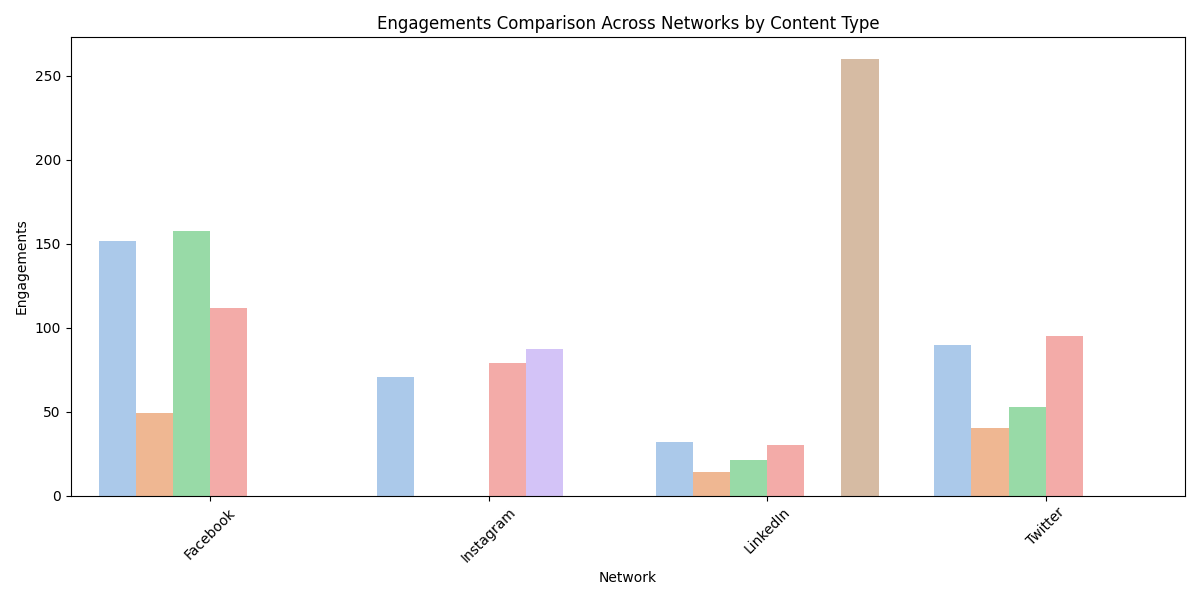 Engagements Comparison Across Networks by Content Type
Engagements
250
200
150
100
50
0
Facebook
Instagram
LinkedIn
Twitter
Network